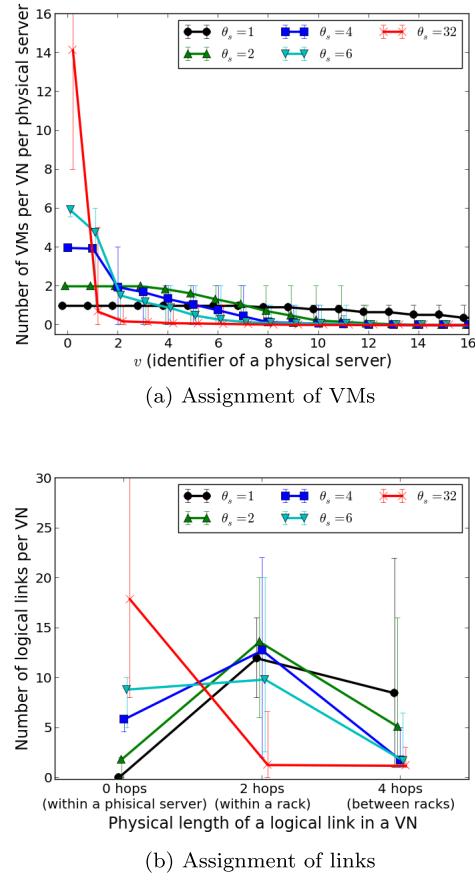 Number of VMs per VN per physical server
16
14
12
10
8
6
4
2
0
θs = 1 θs = 4 θs = 32
θs = 2 θs = 6
0 2 4 6 8 10 12 14 16
v (identifier of a physical server)
(a) Assignment of VMs
Number of logical links per VN
30
25
20
15
10
5
0
θs = 1 θs = 4 θs = 32
θs = 2 θs = 6
0 hops 2 hops 4 hops
(within a phisical server) (within a rack) (between racks)
Physical length of a logical link in a VN
(b) Assignment of links